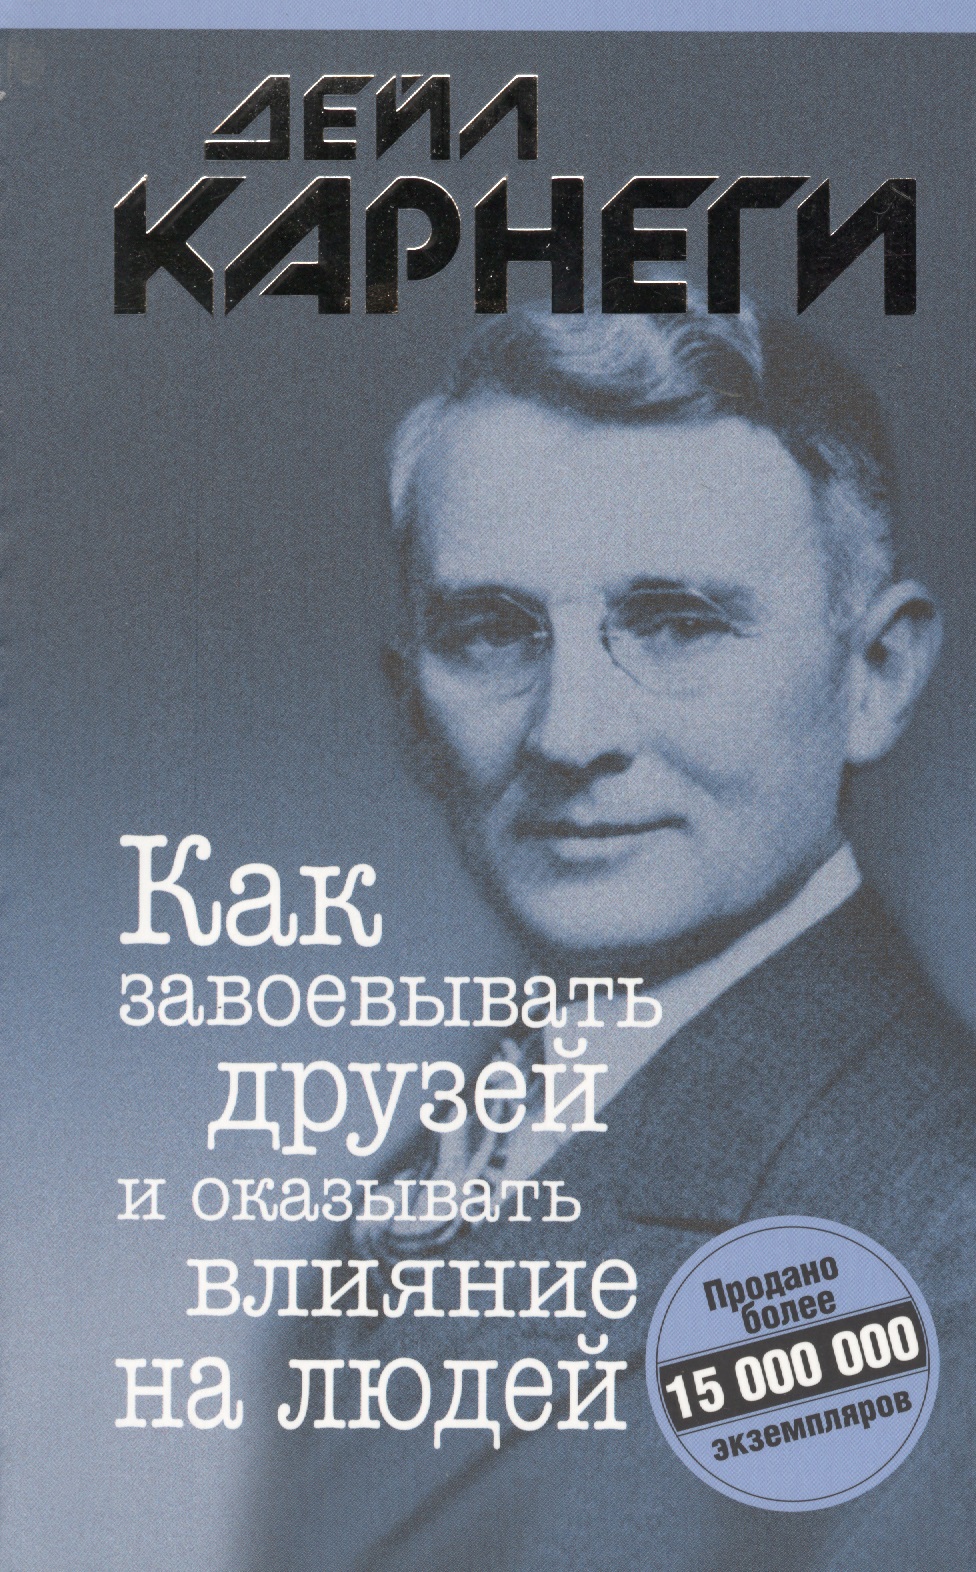 ДЕЙЛ
КАРНЕГИ
Как
завоевывать
друзей
и оказывать
влияние
на людей
Продано
более
15 000 000
экземпляров